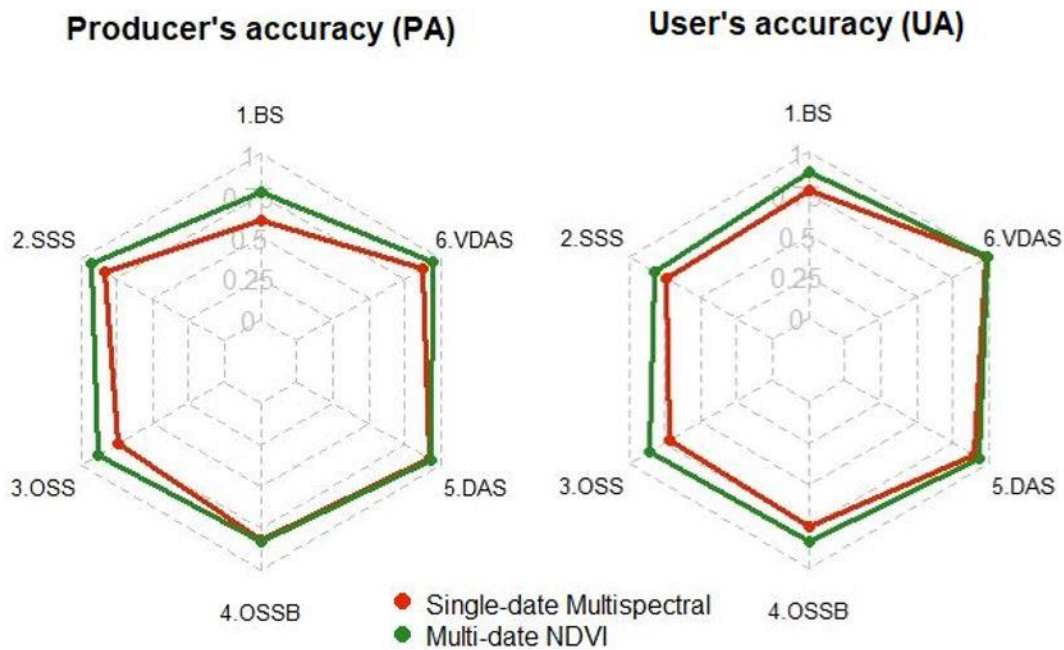 Producer's accuracy (PA)
User's accuracy (UA)
1.BS
1
0.75
0.5
0.25
0
2.SSS
6.VDAS
3.OSS
5.DAS
4.OSSB
1.BS
1
0.75
0.5
0.25
0
2.SSS
6.VDAS
3.OSS
5.DAS
4.OSSB
Single-date Multispectral
Multi-date NDVI